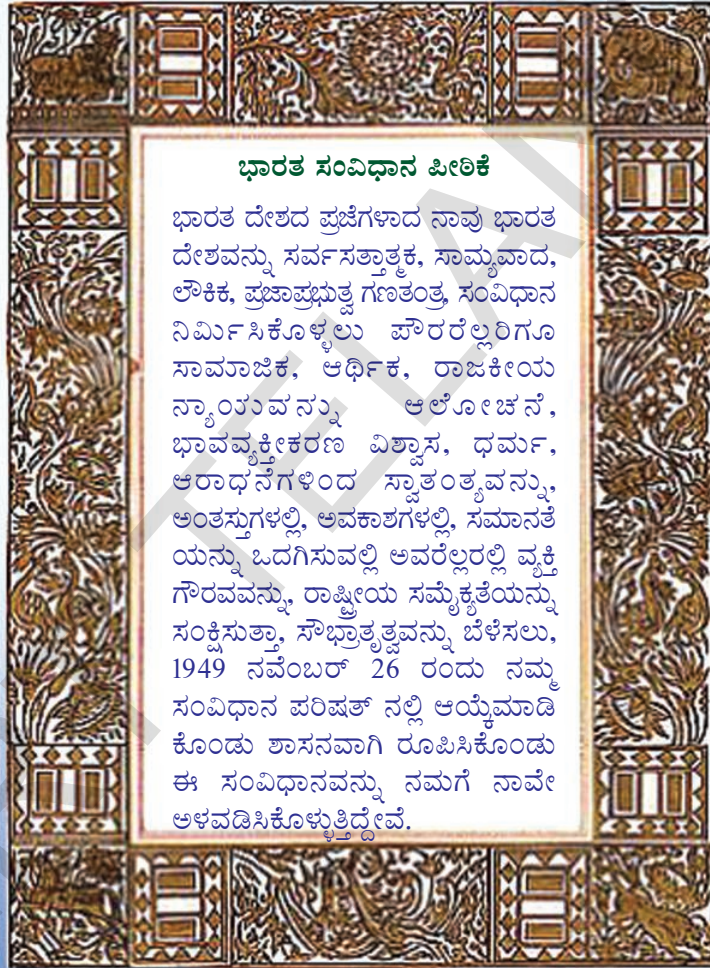 ಭಾರತ ಸಂವಿಧಾನ ಪೀಠಿಕೆ
ಭಾರತ ದೇಶದ ಪ್ರಜೆಗಳಾದ ನಾವು ಭಾರತ
ದೇಶವನ್ನು ಸರ್ವಸತ್ತಾತ್ಮಕ, ಸಾಮ್ಯವಾದ,
ಲೌಕಿಕ, ಪ್ರಜಾಪ್ರಭುತ್ವ ಗಣತಂತ್ರ, ಸಂವಿಧಾನ
ನಿರ್ಮಿಸಿಕೊಳ್ಳಲು ಪೌರರೆಲ್ಲರಿಗೂ
ಸಾಮಾಜಿಕ, ಆರ್ಥಿಕ, ರಾಜಕೀಯ
ನ್ಯಾಯವನ್ನು ಆಲೋಚನೆ,
ಭಾವವ್ಯಕ್ತೀಕರಣ ವಿಶ್ವಾಸ, ಧರ್ಮ,
ಆರಾಧನೆಗಳಿಂದ ಸ್ವಾತಂತ್ಯವನ್ನು,
ಅಂತಸ್ತುಗಳಲ್ಲಿ, ಅವಕಾಶಗಳಲ್ಲಿ, ಸಮಾನತೆ
ಯನ್ನು ಒದಗಿಸುವಲ್ಲಿ ಅವರೆಲ್ಲರಲ್ಲಿ ವ್ಯಕ್ತಿ
ಗೌರವವನ್ನು, ರಾಷ್ಟ್ರೀಯ ಸಮೈಕ್ಯತೆಯನ್ನು
ಸಂಕ್ಷಿಸುತ್ತಾ, ಸೌಭ್ರಾತೃತ್ವವನ್ನು ಬೆಳೆಸಲು,
1949 ನವೆಂಬರ್ 26 ರಂದು ನಮ್ಮ
ಸಂವಿಧಾನ ಪರಿಷತ್ ನಲ್ಲಿ ಆಯ್ಕೆಮಾಡಿ
ಕೊಂಡು ಶಾಸನವಾಗಿ ರೂಪಿಸಿಕೊಂಡು
ಈ ಸಂವಿಧಾನವನ್ನು ನಮಗೆ ನಾವೇ
ಅಳವಡಿಸಿಕೊಳ್ಳುತ್ತಿದ್ದೇವೆ.